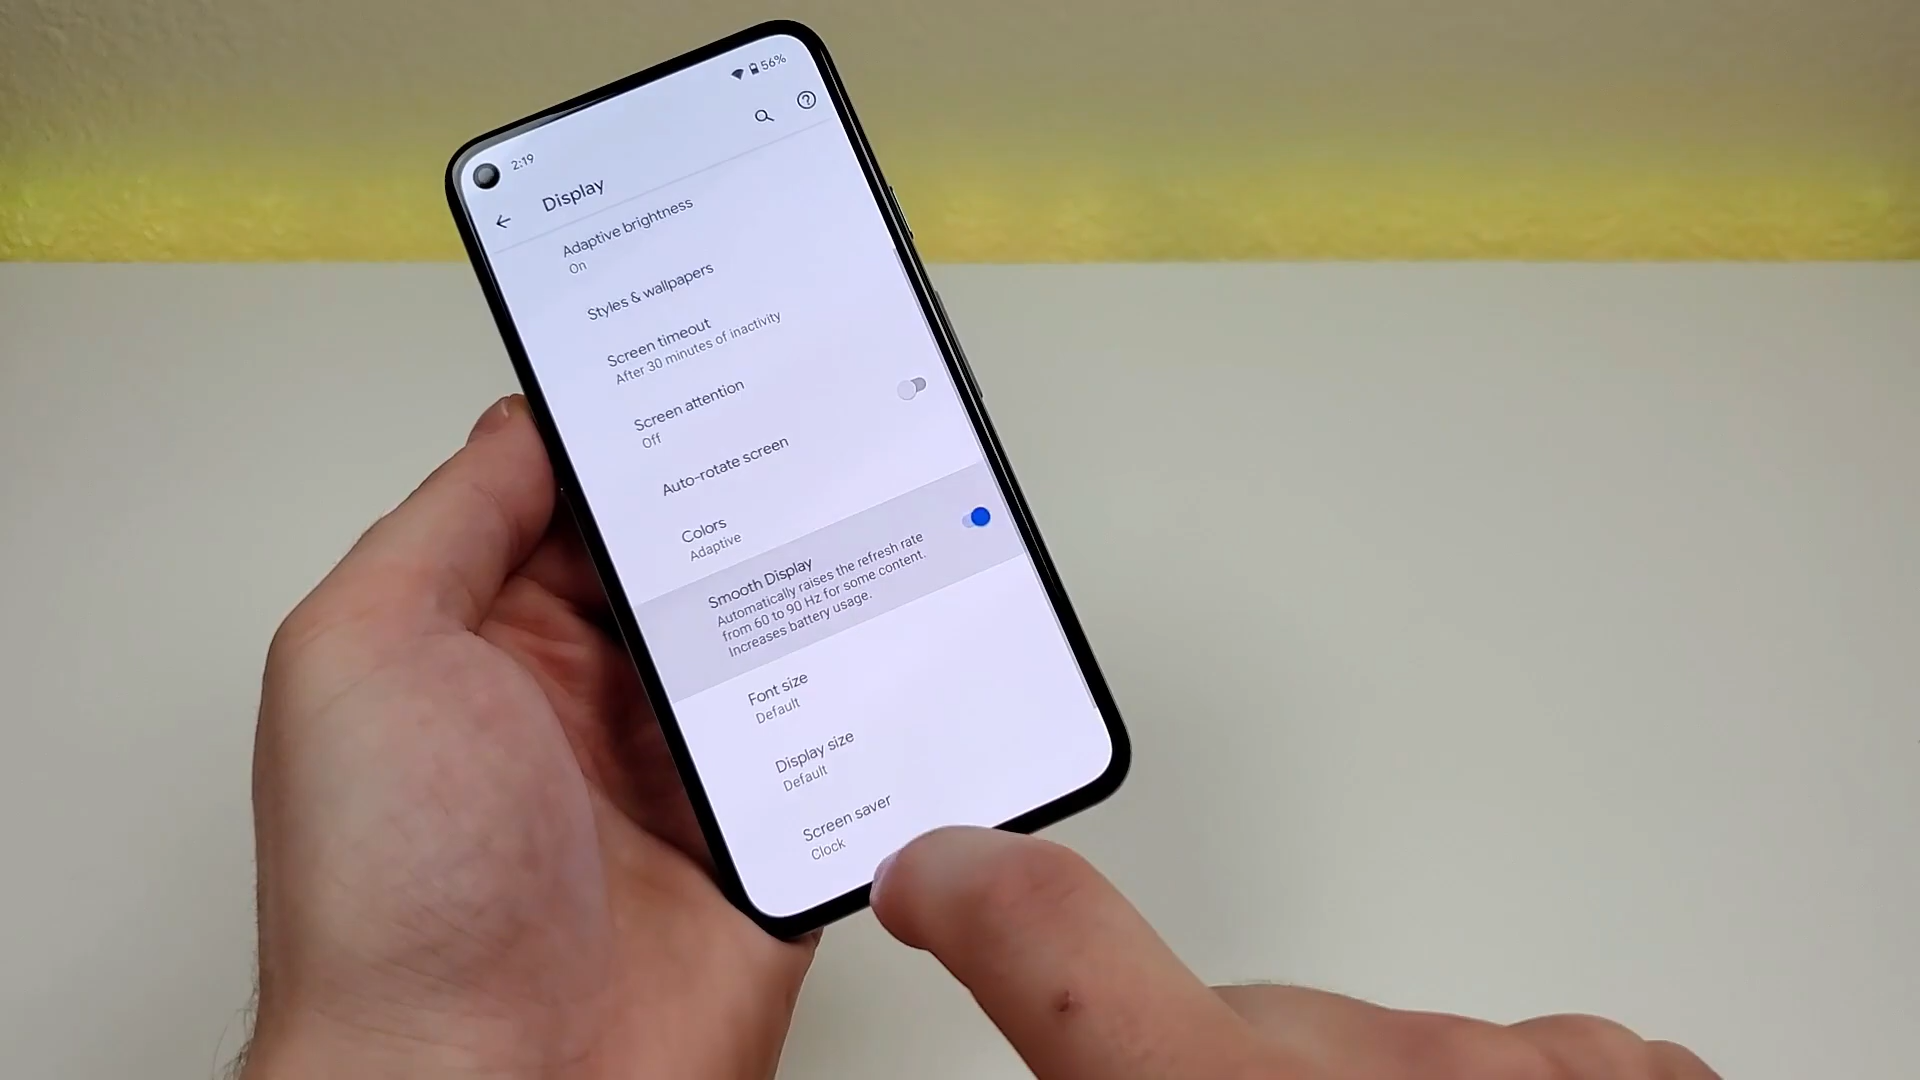 2:19
56%
Display
Adaptive brightness
On
Styles & wallpapers
Screen timeout
After 30 minutes of inactivity
Screen attention
Off
Auto-rotate screen
Colors
Adaptive
Smooth Display
Automatically raises the refresh rate
from 60 to 90 Hz for some content.
Increases battery usage.
Font size
Default
Display size
Default
Screen saver
Clock